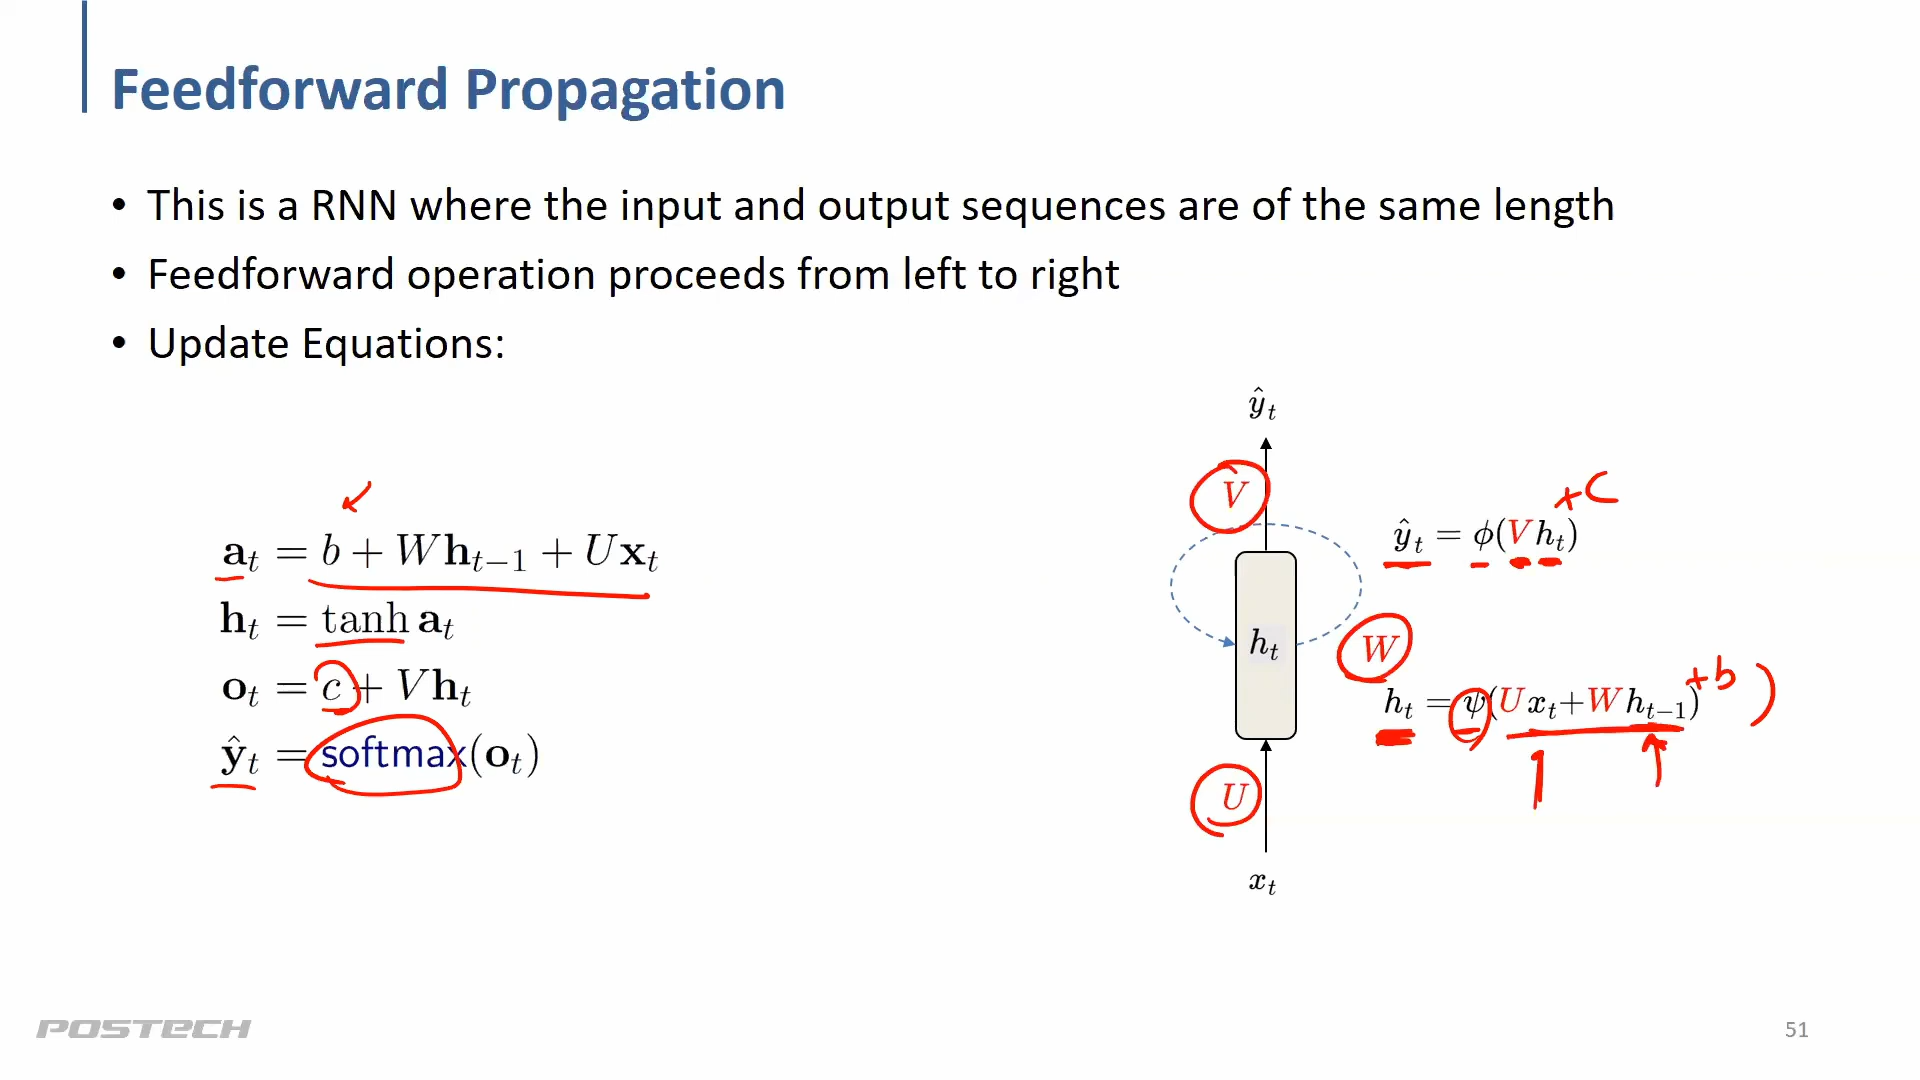 Feedforward Propagation
• This is a RNN where the input and output sequences are of the same length
• Feedforward operation proceeds from left to right
• Update Equations:
a_t = b + Wh_{t−1} + Ux_t
h_t = tanh a_t
o_t = c + Vh_t
ŷ_t = softmax(o_t)
ŷ_t
V
+C
ŷ_t = ϕ(Vh_t)
h_t
W
+b )
h_t = ψ(Ux_t+Wh_{t−1})
U
x_t
POSTECH
51